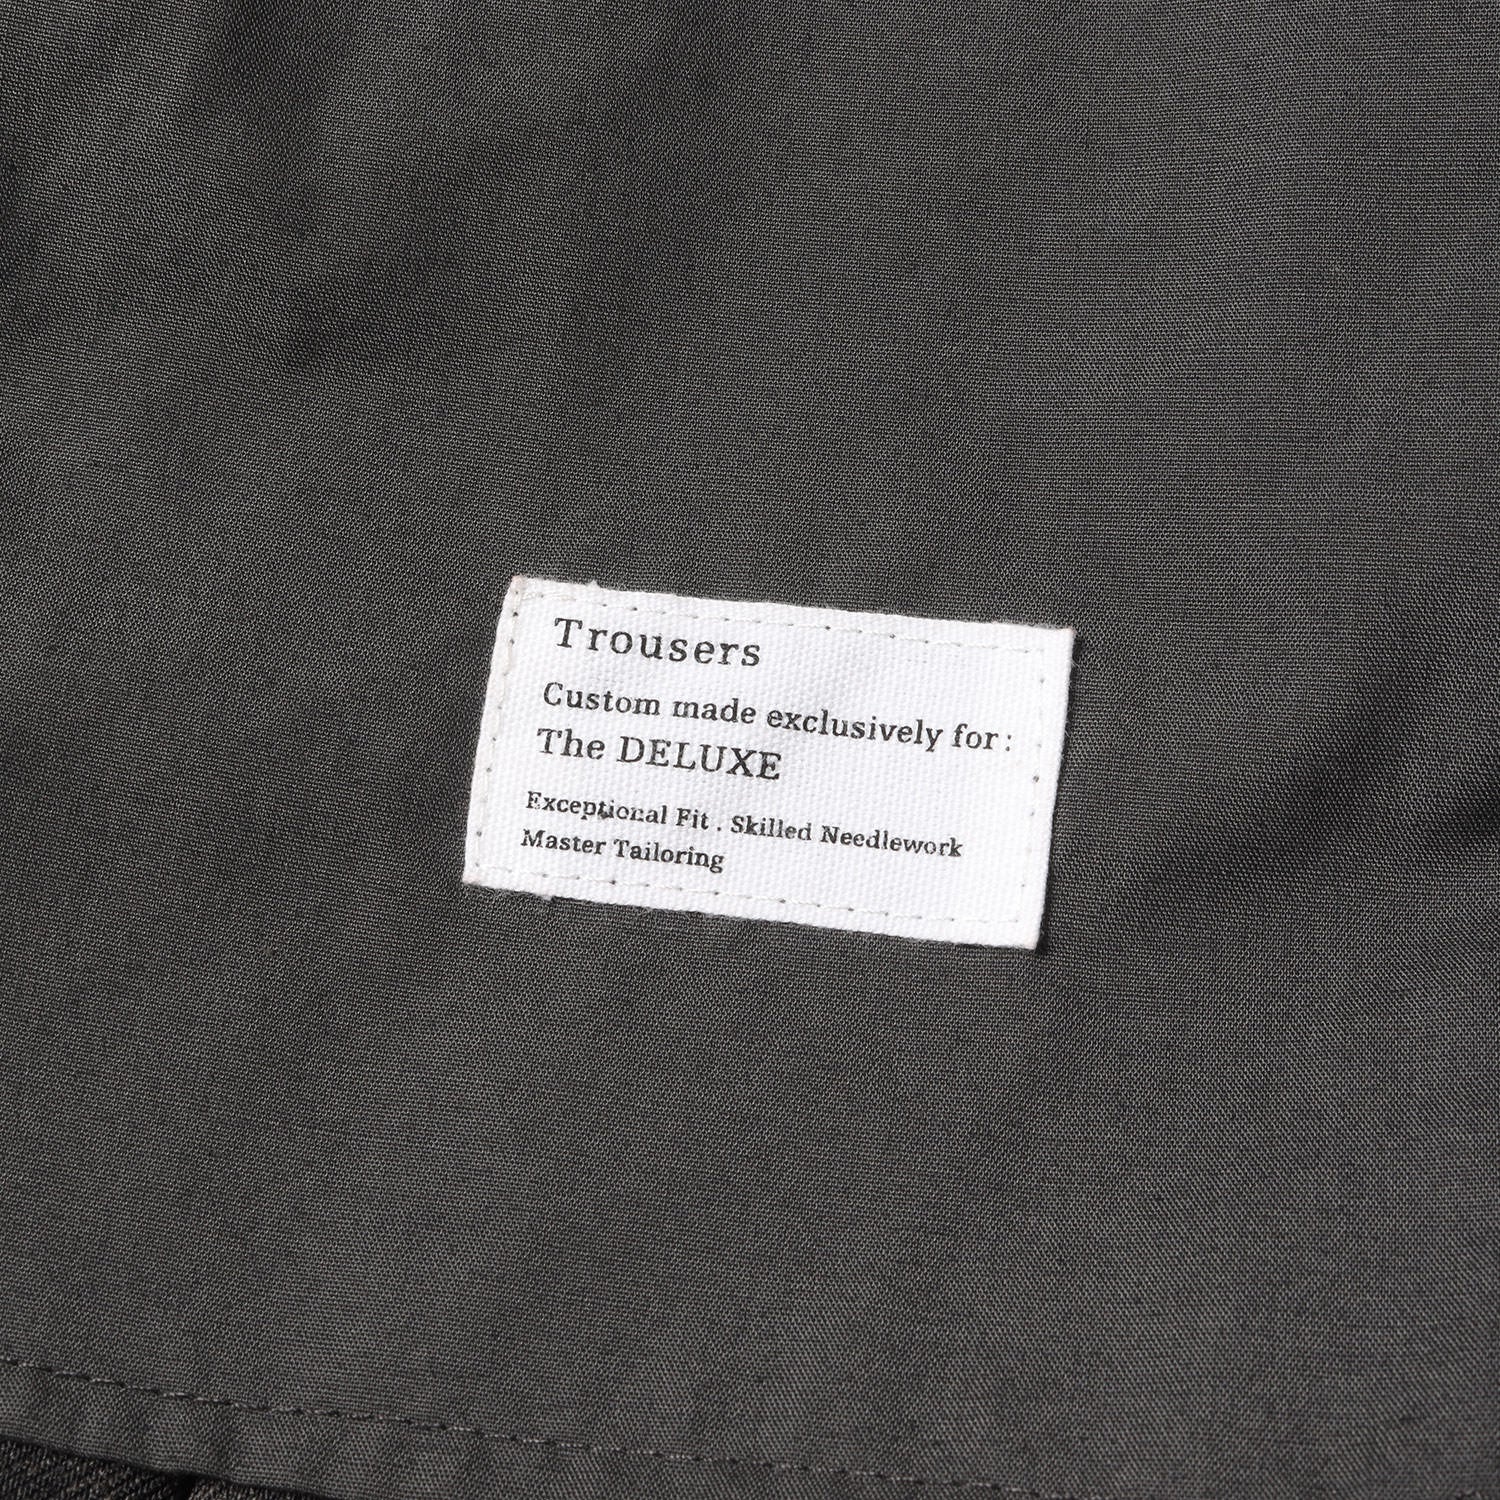 Trousers
Custom made exclusively for :
The DELUXE
Exceptional Fit . Skilled Needlework
Master Tailoring